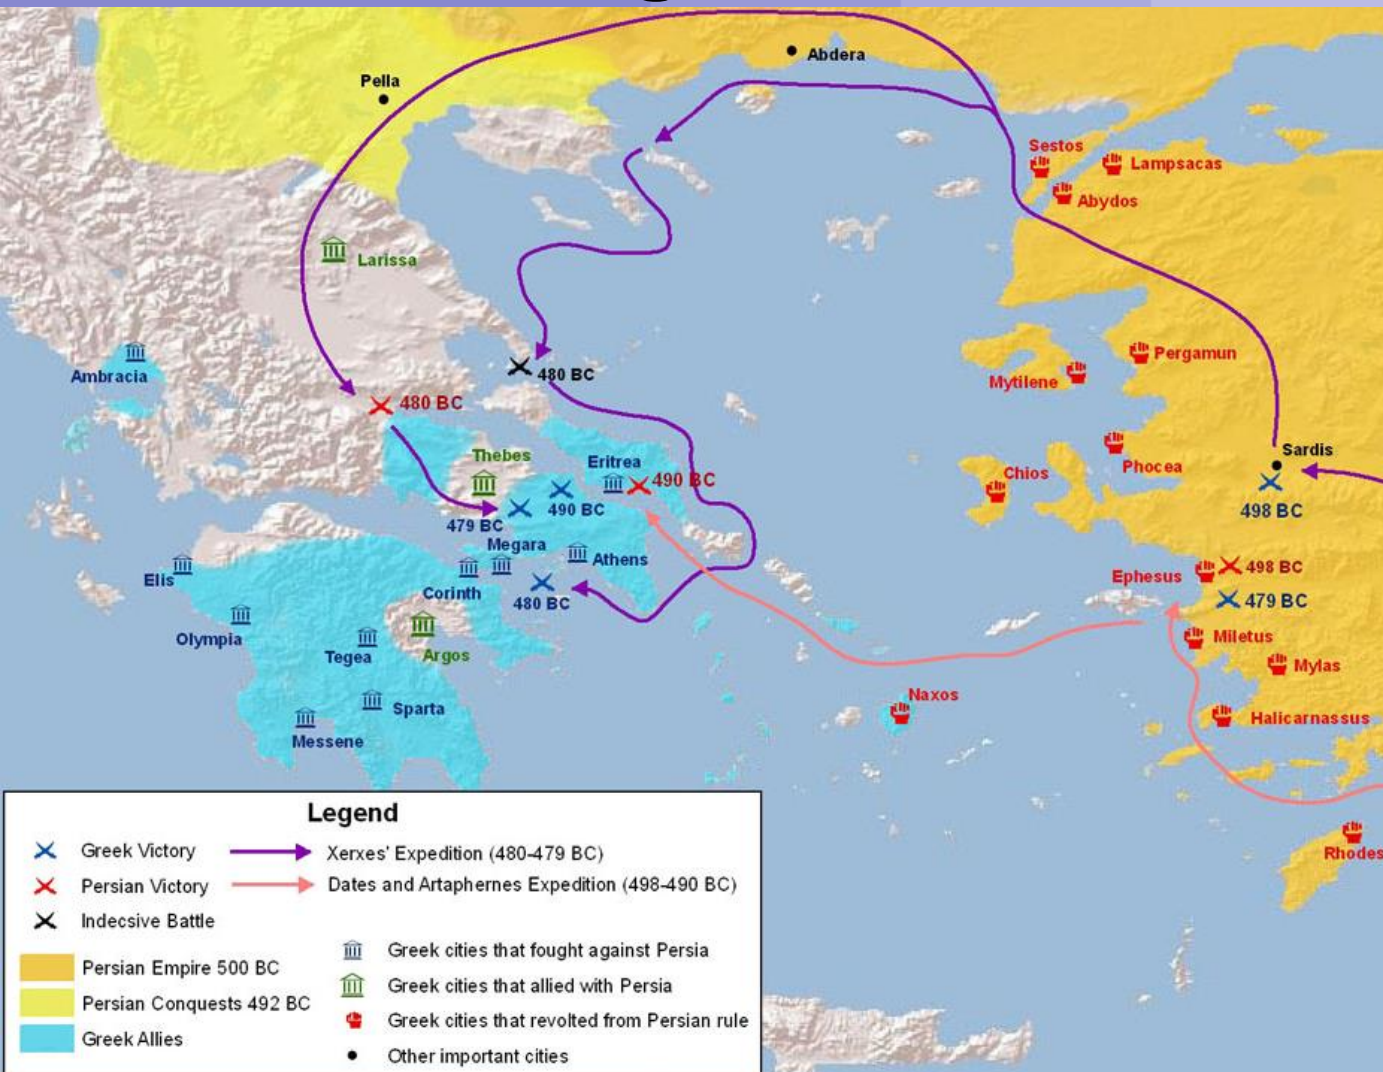 Abdera
Pella
Sestos
Lampsacas
Abydos
Larissa
Pergamun
Ambracia
480 BC
Mytilene
480 BC
Sardis
Thebes
Eritrea
Phocea
Chios
490 BC
490 BC
498 BC
479 BC
Megara
Athens
498 BC
Elis
Ephesus
Corinth
480 BC
479 BC
Olympia
Miletus
Tegea
Argos
Mylas
Naxos
Sparta
Halicarnassus
Messene
Rhodes
Legend
Greek Victory
Xerxes' Expedition (480-479 BC)
Persian Victory
Dates and Artaphernes Expedition (498-490 BC)
Indecsive Battle
Greek cities that fought against Persia
Persian Empire 500 BC
Greek cities that allied with Persia
Persian Conquests 492 BC
Greek cities that revolted from Persian rule
Greek Allies
Other important cities